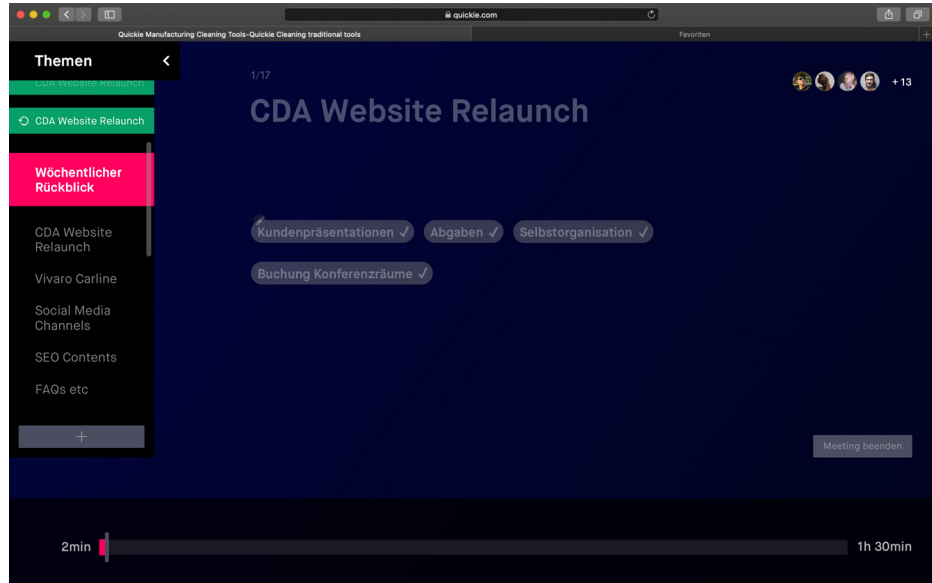 quickie.com
Quickie Manufacturing Cleaning Tools-Quickie Cleaning traditional tools
Favoriten
Themen
CDA Website Relaunch
CDA Website Relaunch
Wöchentlicher
Rückblick
CDA Website
Relaunch
Vivaro Carline
Social Media
Channels
SEO Contents
FAQs etc
+
1/17
+ 13
CDA Website Relaunch
Kundenpräsentationen ✓ Abgaben ✓ Selbstorganisation ✓
Buchung Konferenzräume ✓
Meeting beenden
2min
1h 30min